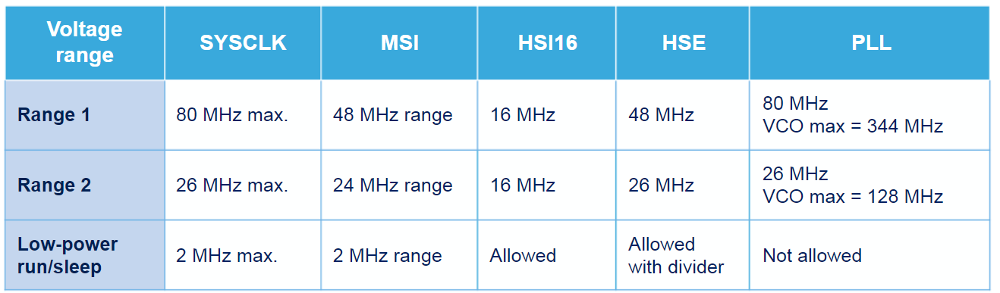 Voltage
range
SYSCLK
MSI
HSI16
HSE
PLL
Range 1
80 MHz max.
48 MHz range
16 MHz
48 MHz
80 MHz
VCO max = 344 MHz
Range 2
26 MHz max.
24 MHz range
16 MHz
26 MHz
26 MHz
VCO max = 128 MHz
Low-power
run/sleep
2 MHz max.
2 MHz range
Allowed
Allowed
with divider
Not allowed